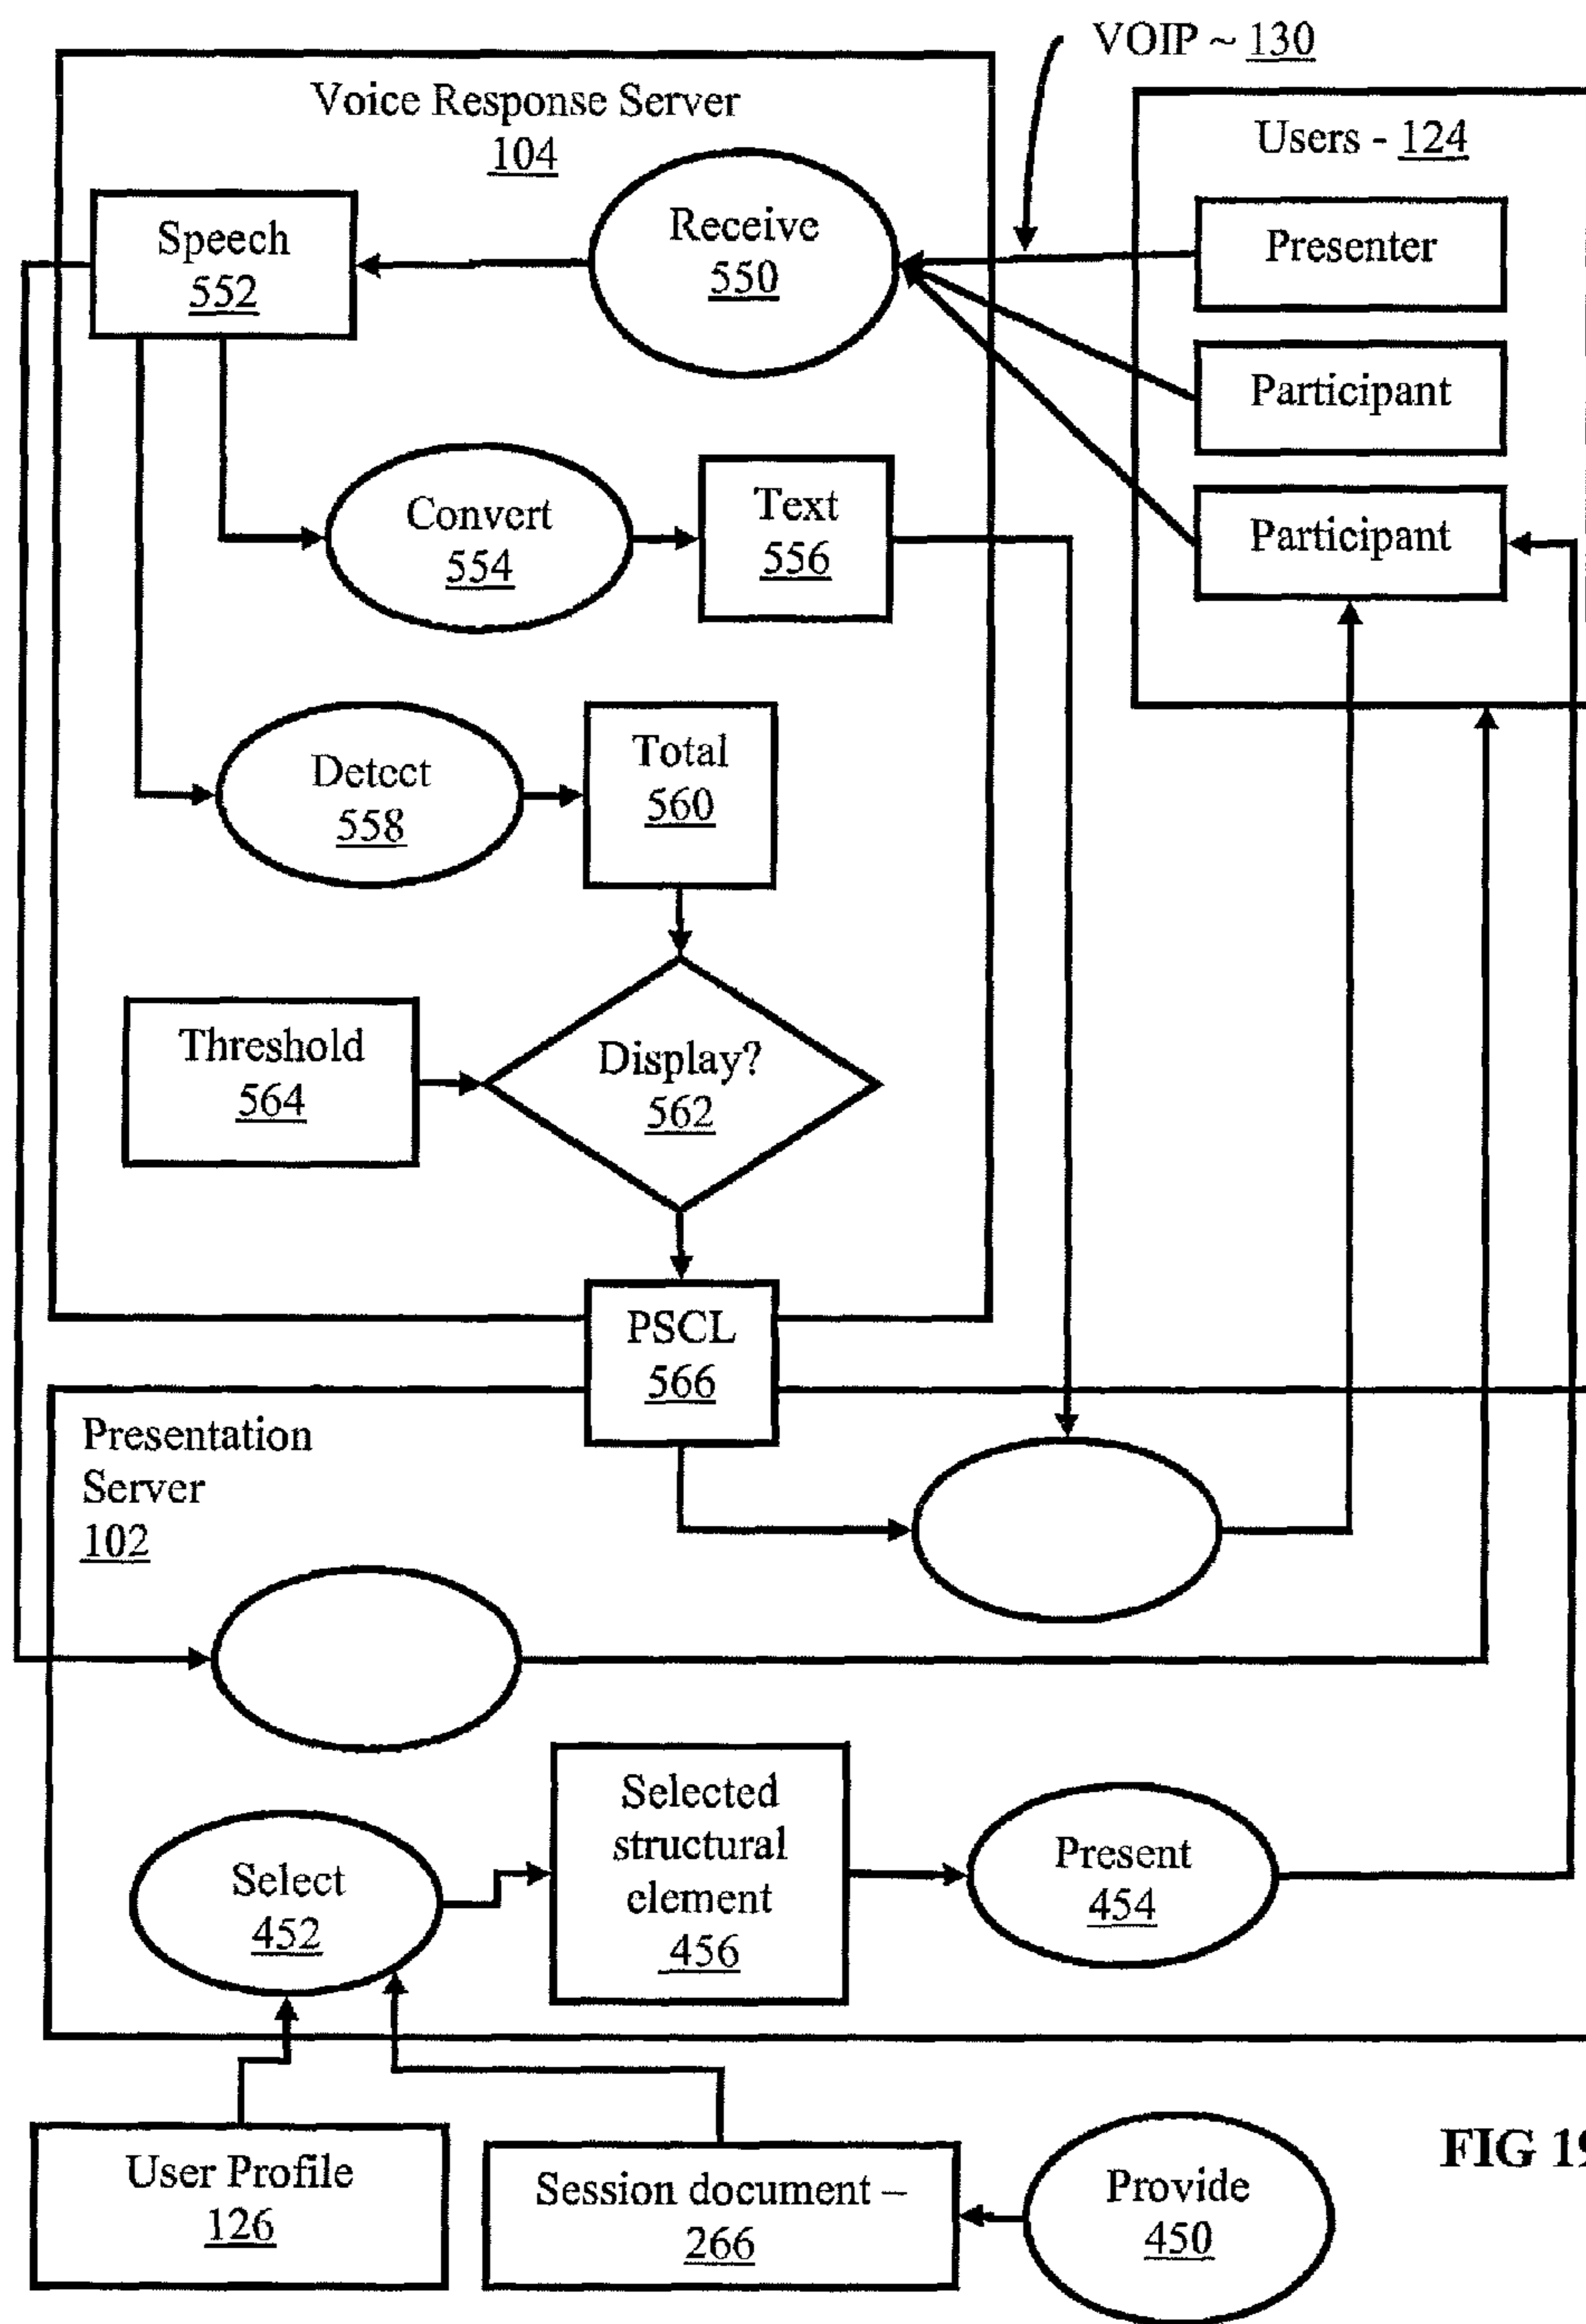 VOIP ~ 130
Voice Response Server
104
Users - 124
Speech
552
Receive
550
Presenter
Participant
Participant
Convert
554
Text
556
Detect
558
Total
560
Threshold
564
Display?
562
PSCL
566
Presentation
Server
102
Select
452
Selected
structural
element
456
Present
454
User Profile
126
Session document –
266
Provide
450
FIG 19